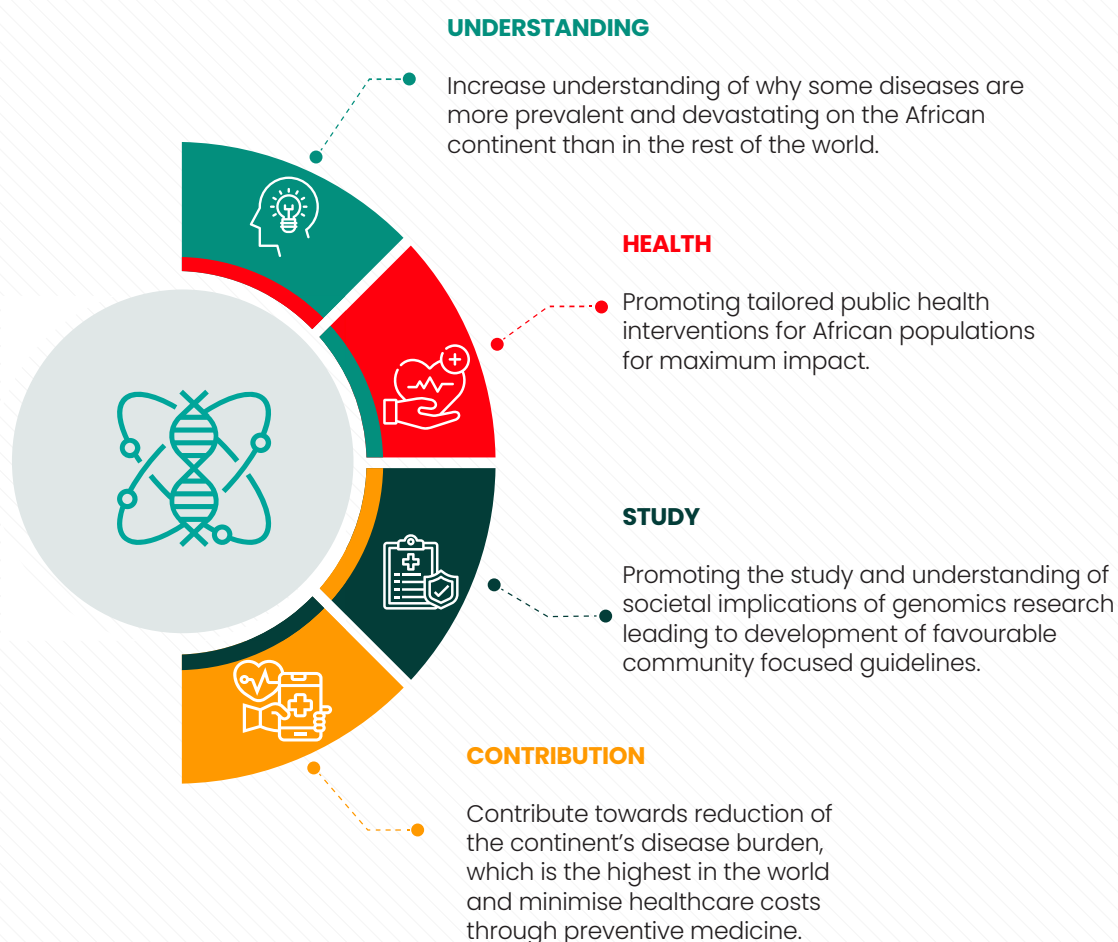 UNDERSTANDING
Increase understanding of why some diseases are
more prevalent and devastating on the African
continent than in the rest of the world.
HEALTH
Promoting tailored public health
interventions for African populations
for maximum impact.
STUDY
Promoting the study and understanding of
societal implications of genomics research
leading to development of favourable
community focused guidelines.
CONTRIBUTION
Contribute towards reduction of
the continent’s disease burden,
which is the highest in the world
and minimise healthcare costs
through preventive medicine.